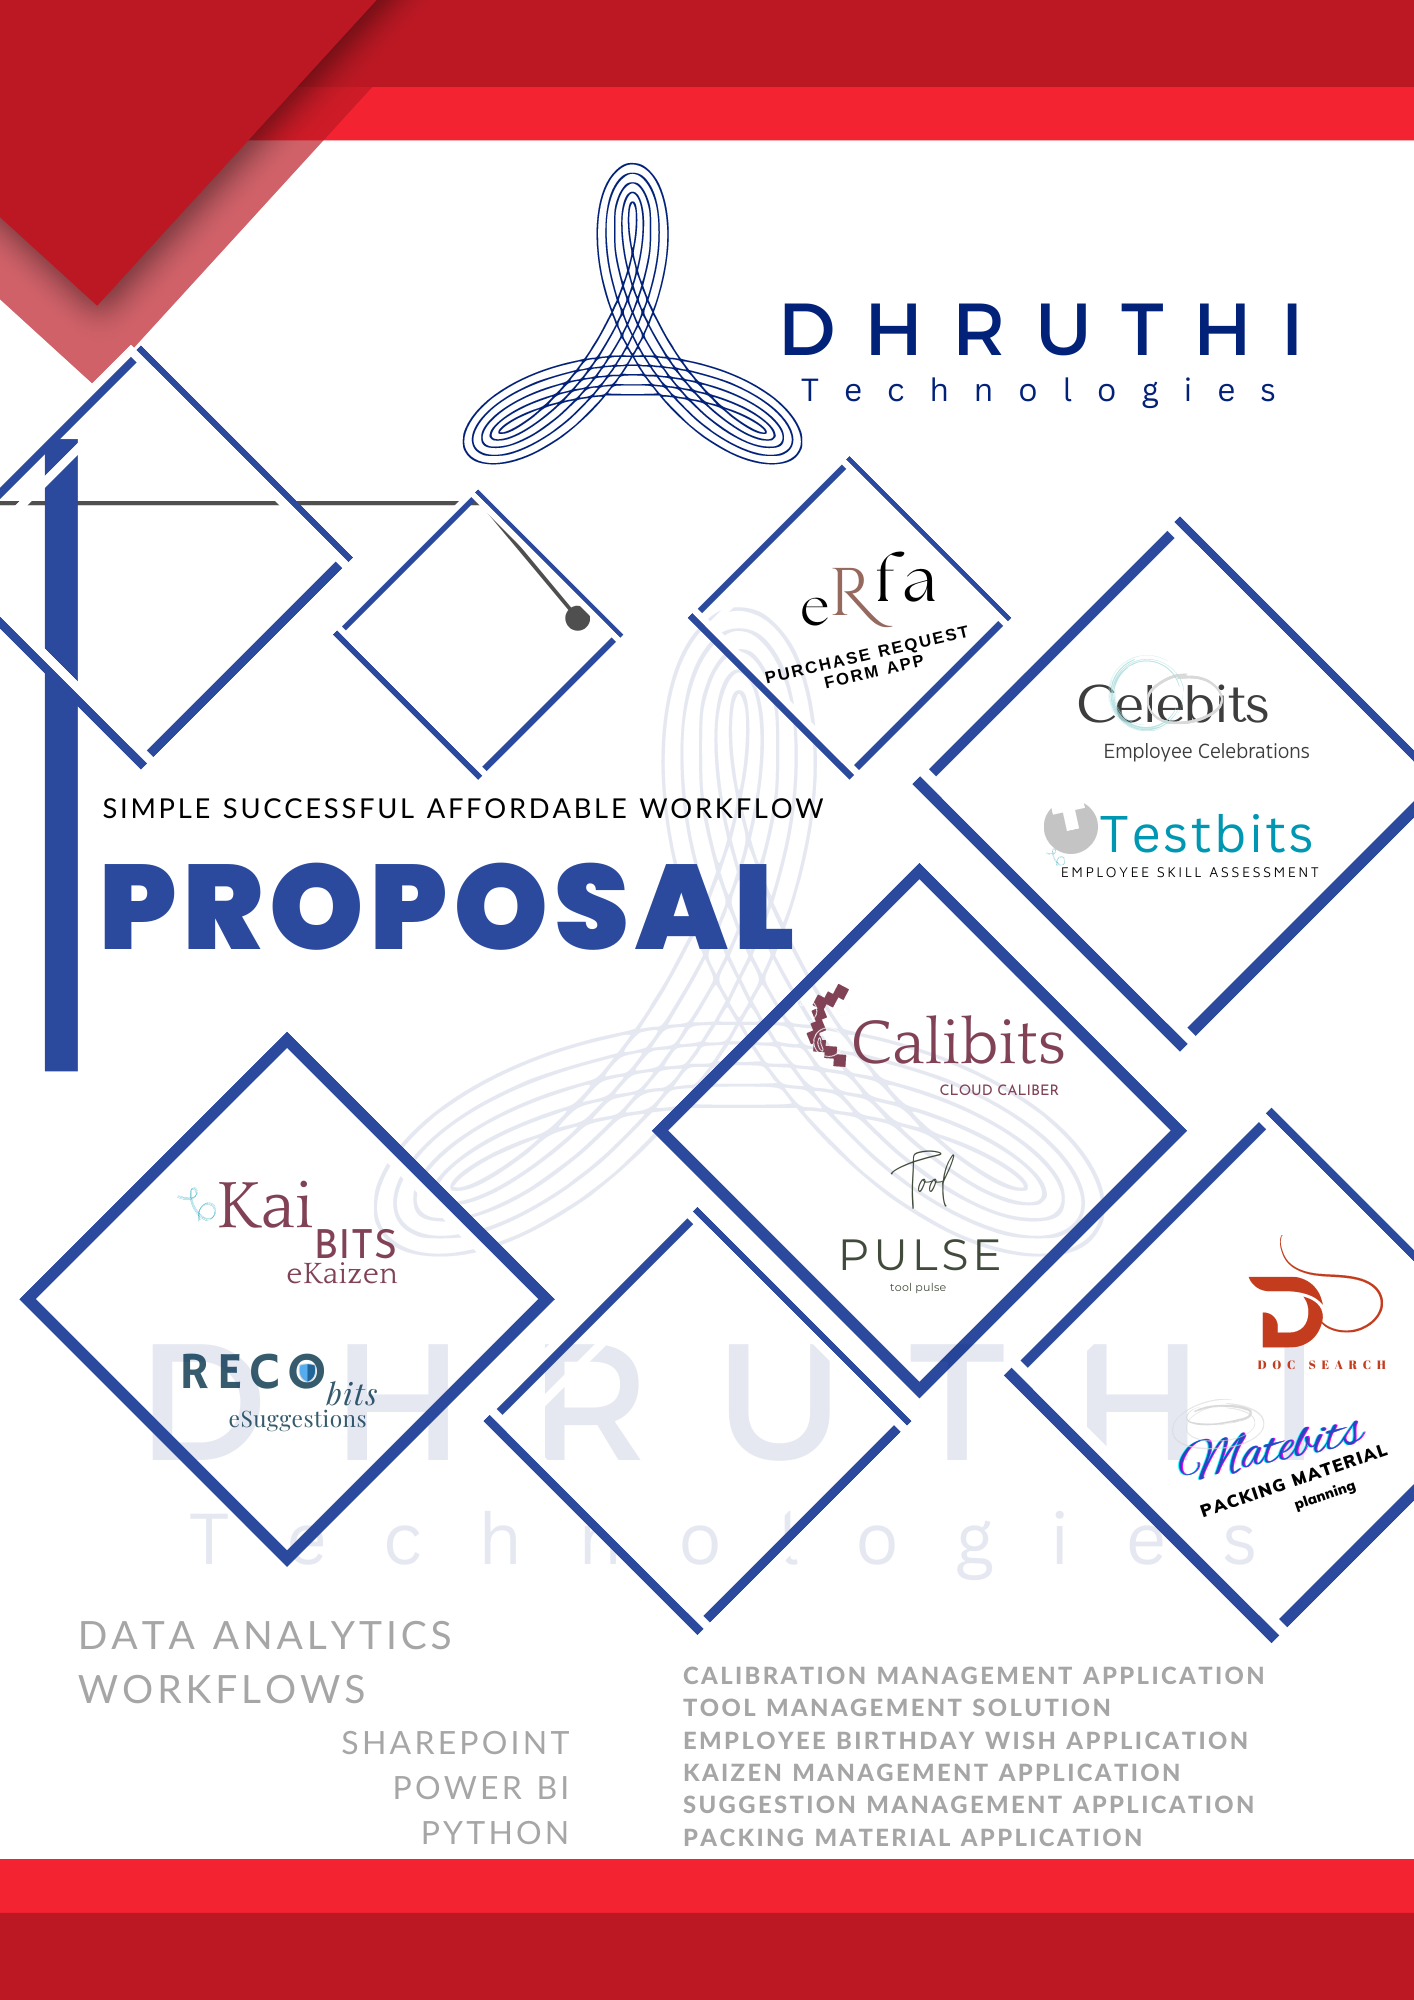 DHRUTHI
Technologies
eRfa
PURCHASE REQUEST
FORM APP
Celebits
Employee Celebrations
Testbits
EMPLOYEE SKILL ASSESSMENT
SIMPLE SUCCESSFUL AFFORDABLE WORKFLOW
PROPOSAL
Calibits
CLOUD CALIBER
Tool
PULSE
tool pulse
Kai
BITS
eKaizen
RECO
bits
eSuggestions
D
DOC SEARCH
Matebits
PACKING MATERIAL
planning
DHRUTHI
Technologies
DATA ANALYTICS
WORKFLOWS
SHAREPOINT
POWER BI
PYTHON
CALIBRATION MANAGEMENT APPLICATION
TOOL MANAGEMENT SOLUTION
EMPLOYEE BIRTHDAY WISH APPLICATION
KAIZEN MANAGEMENT APPLICATION
SUGGESTION MANAGEMENT APPLICATION
PACKING MATERIAL APPLICATION